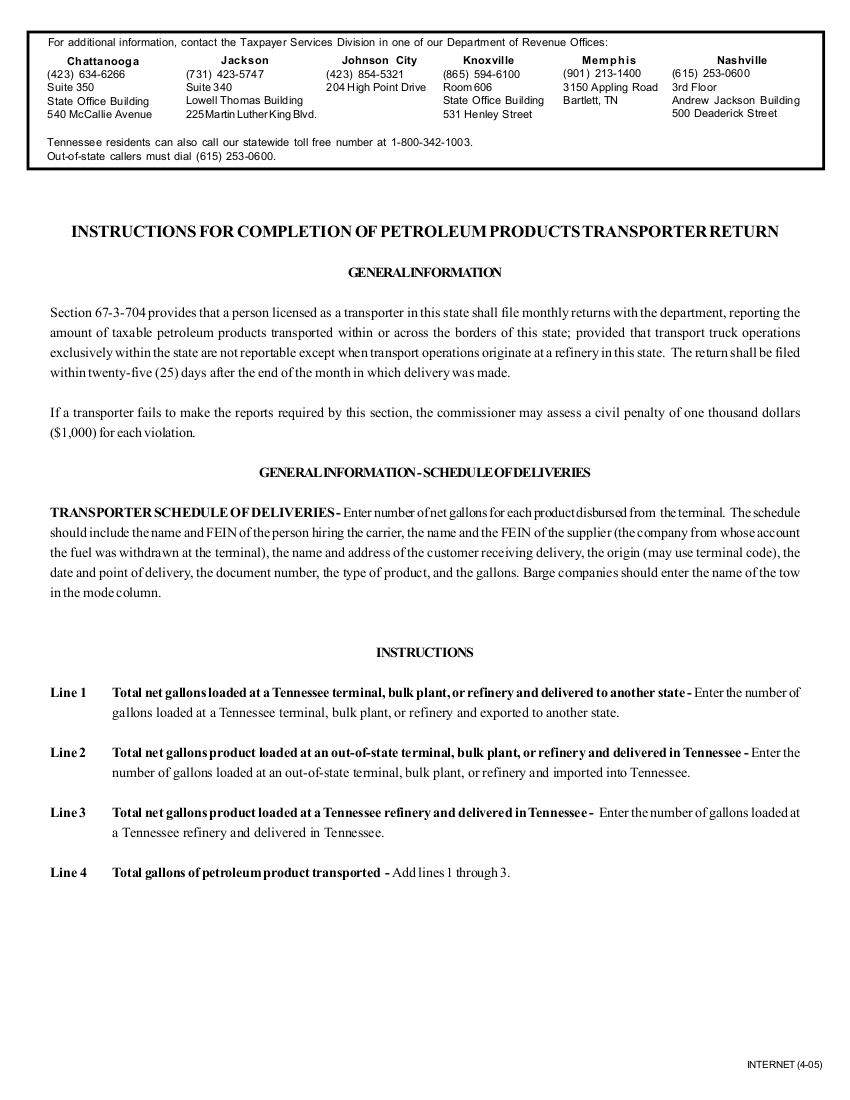 For additional information, contact the Taxpayer Services Division in one of our Department of Revenue Offices:
Chattanooga
(423) 634-6266
Suite 350
State Office Building
540 McCallie Avenue
Jackson
(731) 423-5747
Suite 340
Lowell Thomas Building
225 Martin Luther King Blvd.
Johnson City
(423) 854-5321
204 High Point Drive
Knoxville
(865) 594-6100
Room 606
State Office Building
531 Henley Street
Memphis
(901) 213-1400
3150 Appling Road
Bartlett, TN
Nashville
(615) 253-0600
3rd Floor
Andrew Jackson Building
500 Deaderick Street
Tennessee residents can also call our statewide toll free number at 1-800-342-1003.
Out-of-state callers must dial (615) 253-0600.
INSTRUCTIONS FOR COMPLETION OF PETROLEUM PRODUCTS TRANSPORTER RETURN
GENERAL INFORMATION
Section 67-3-704 provides that a person licensed as a transporter in this state shall file monthly returns with the department, reporting the
amount of taxable petroleum products transported within or across the borders of this state; provided that transport truck operations
exclusively within the state are not reportable except when transport operations originate at a refinery in this state. The return shall be filed
within twenty-five (25) days after the end of the month in which delivery was made.
If a transporter fails to make the reports required by this section, the commissioner may assess a civil penalty of one thousand dollars
($1,000) for each violation.
GENERAL INFORMATION - SCHEDULE OF DELIVERIES
TRANSPORTER SCHEDULE OF DELIVERIES - Enter number of net gallons for each product disbursed from the terminal. The schedule
should include the name and FEIN of the person hiring the carrier, the name and the FEIN of the supplier (the company from whose account
the fuel was withdrawn at the terminal), the name and address of the customer receiving delivery, the origin (may use terminal code), the
date and point of delivery, the document number, the type of product, and the gallons. Barge companies should enter the name of the tow
in the mode column.
INSTRUCTIONS
Line 1 Total net gallons loaded at a Tennessee terminal, bulk plant, or refinery and delivered to another state - Enter the number of
gallons loaded at a Tennessee terminal, bulk plant, or refinery and exported to another state.
Line 2 Total net gallons product loaded at an out-of-state terminal, bulk plant, or refinery and delivered in Tennessee - Enter the
number of gallons loaded at an out-of-state terminal, bulk plant, or refinery and imported into Tennessee.
Line 3 Total net gallons product loaded at a Tennessee refinery and delivered in Tennessee - Enter the number of gallons loaded at
a Tennessee refinery and delivered in Tennessee.
Line 4 Total gallons of petroleum product transported - Add lines 1 through 3.
INTERNET (4-05)